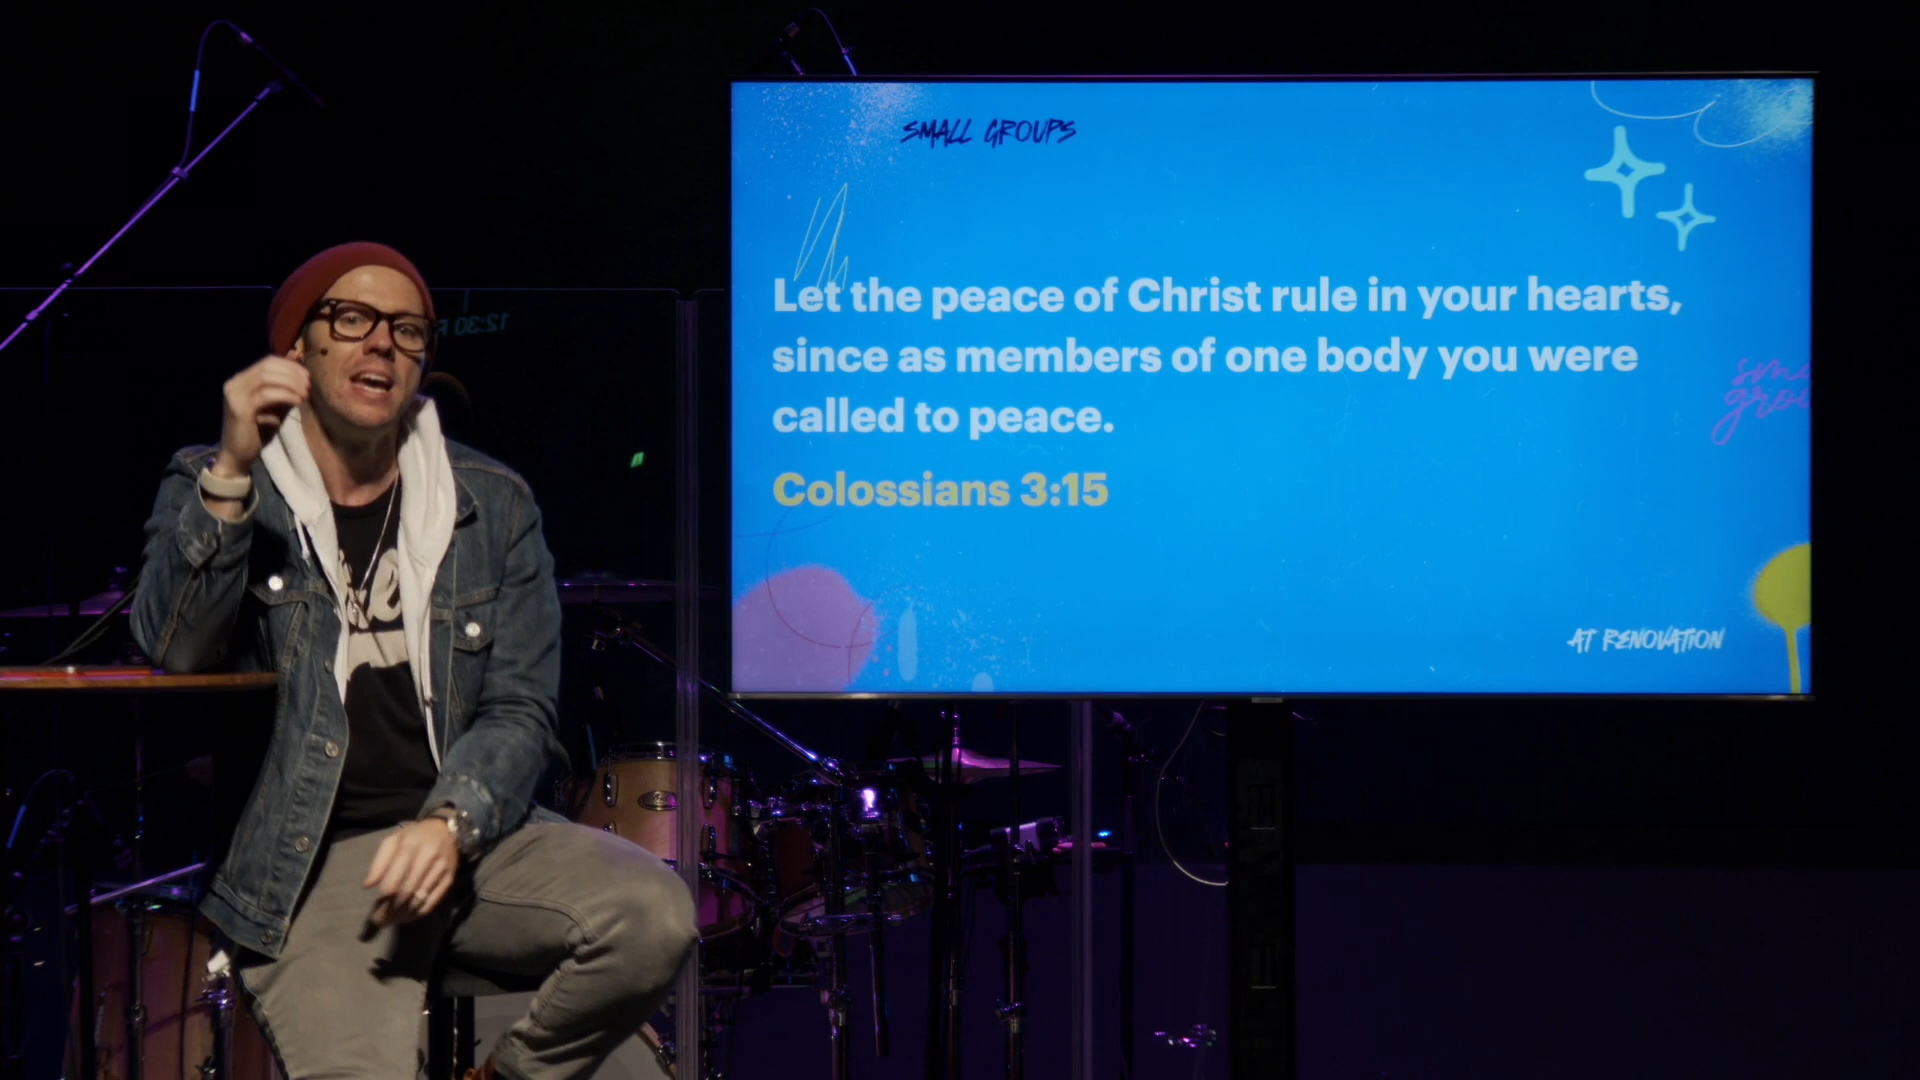 SMALL GROUPS
Let the peace of Christ rule in your hearts,
since as members of one body you were
called to peace.
Colossians 3:15
AT RENOVATION